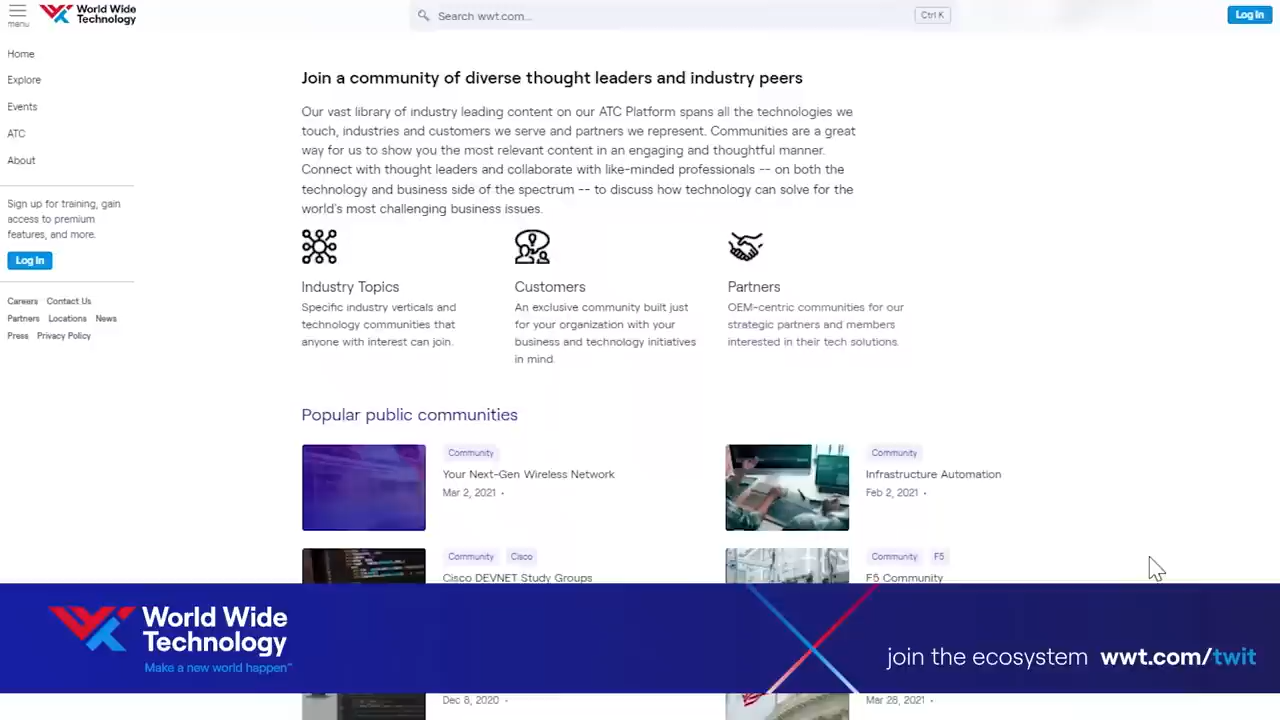 menu
World Wide
Technology
Search wwt.com...
Ctrl K
Log In
Home
Explore
Events
ATC
About
Sign up for training, gain
access to premium
features, and more.
Log In
Careers Contact Us
Partners Locations News
Press Privacy Policy
Join a community of diverse thought leaders and industry peers
Our vast library of industry leading content on our ATC Platform spans all the technologies we
touch, industries and customers we serve and partners we represent. Communities are a great
way for us to show you the most relevant content in an engaging and thoughtful manner.
Connect with thought leaders and collaborate with like-minded professionals -- on both the
technology and business side of the spectrum -- to discuss how technology can solve for the
world's most challenging business issues.
Industry Topics
Specific industry verticals and
technology communities that
anyone with interest can join.
Customers
An exclusive community built just
for your organization with your
business and technology initiatives
in mind.
Partners
OEM-centric communities for our
strategic partners and members
interested in their tech solutions.
Popular public communities
Community
Your Next-Gen Wireless Network
Mar 2, 2021 •
Community
Infrastructure Automation
Feb 2, 2021 •
Community Cisco
Cisco DEVNET Study Groups
Community F5
F5 Community
World Wide
Technology
Make a new world happen™
join the ecosystem wwt.com/twit
Dec 8, 2020 •
Mar 28, 2021 •